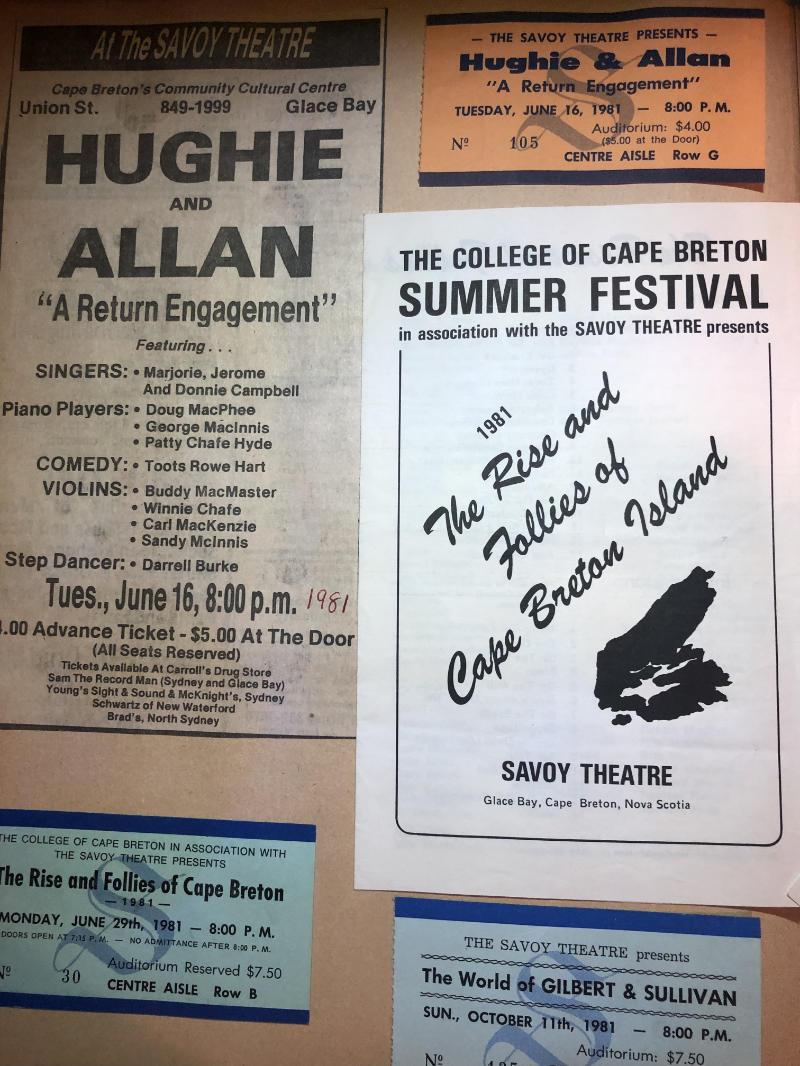 At The SAVOY THEATRE
Cape Breton's Community Cultural Centre
Union St. 849-1999 Glace Bay
HUGHIE
AND
ALLAN
"A Return Engagement"
Featuring . . .
SINGERS: • Marjorie, Jerome
And Donnie Campbell
Piano Players: • Doug MacPhee
• George MacInnis
• Patty Chafe Hyde
COMEDY: • Toots Rowe Hart
VIOLINS: • Buddy MacMaster
• Winnie Chafe
• Carl MacKenzie
• Sandy McInnis
Step Dancer: • Darrell Burke
Tues., June 16, 8:00 p.m. 1981
.00 Advance Ticket - $5.00 At The Door
(All Seats Reserved)
Tickets Available At Carroll's Drug Store
Sam The Record Man (Sydney and Glace Bay)
Young's Sight & Sound & McKnight's, Sydney
Schwartz of New Waterford
Brad's, North Sydney
— THE SAVOY THEATRE PRESENTS —
Hughie & Allan
"A Return Engagement"
TUESDAY, JUNE 16, 1981 — 8:00 P. M.
Auditorium: $4.00
($5.00 at the Door)
Nº 105
CENTRE AISLE Row G
THE COLLEGE OF CAPE BRETON
SUMMER FESTIVAL
in association with the SAVOY THEATRE presents
1981
The Rise and
Follies of
Cape Breton Island
SAVOY THEATRE
Glace Bay, Cape Breton, Nova Scotia
THE COLLEGE OF CAPE BRETON IN ASSOCIATION WITH
THE SAVOY THEATRE PRESENTS
The Rise and Follies of Cape Breton
— 1981 —
MONDAY, JUNE 29th, 1981 — 8:00 P. M.
DOORS OPEN AT 7:15 P. M. — NO ADMITTANCE AFTER 8:00 P. M.
Auditorium Reserved $7.50
Nº 30
CENTRE AISLE Row B
THE SAVOY THEATRE presents
The World of GILBERT & SULLIVAN
SUN., OCTOBER 11th, 1981 — 8:00 P.M.
Auditorium: $7.50
Nº